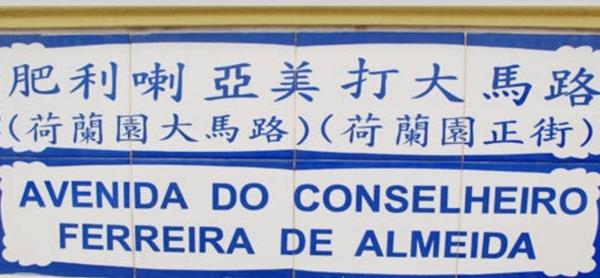 肥利喇亞美打大馬路
(荷蘭園大馬路)(荷蘭園正街)
AVENIDA DO CONSELHEIRO
FERREIRA DE ALMEIDA